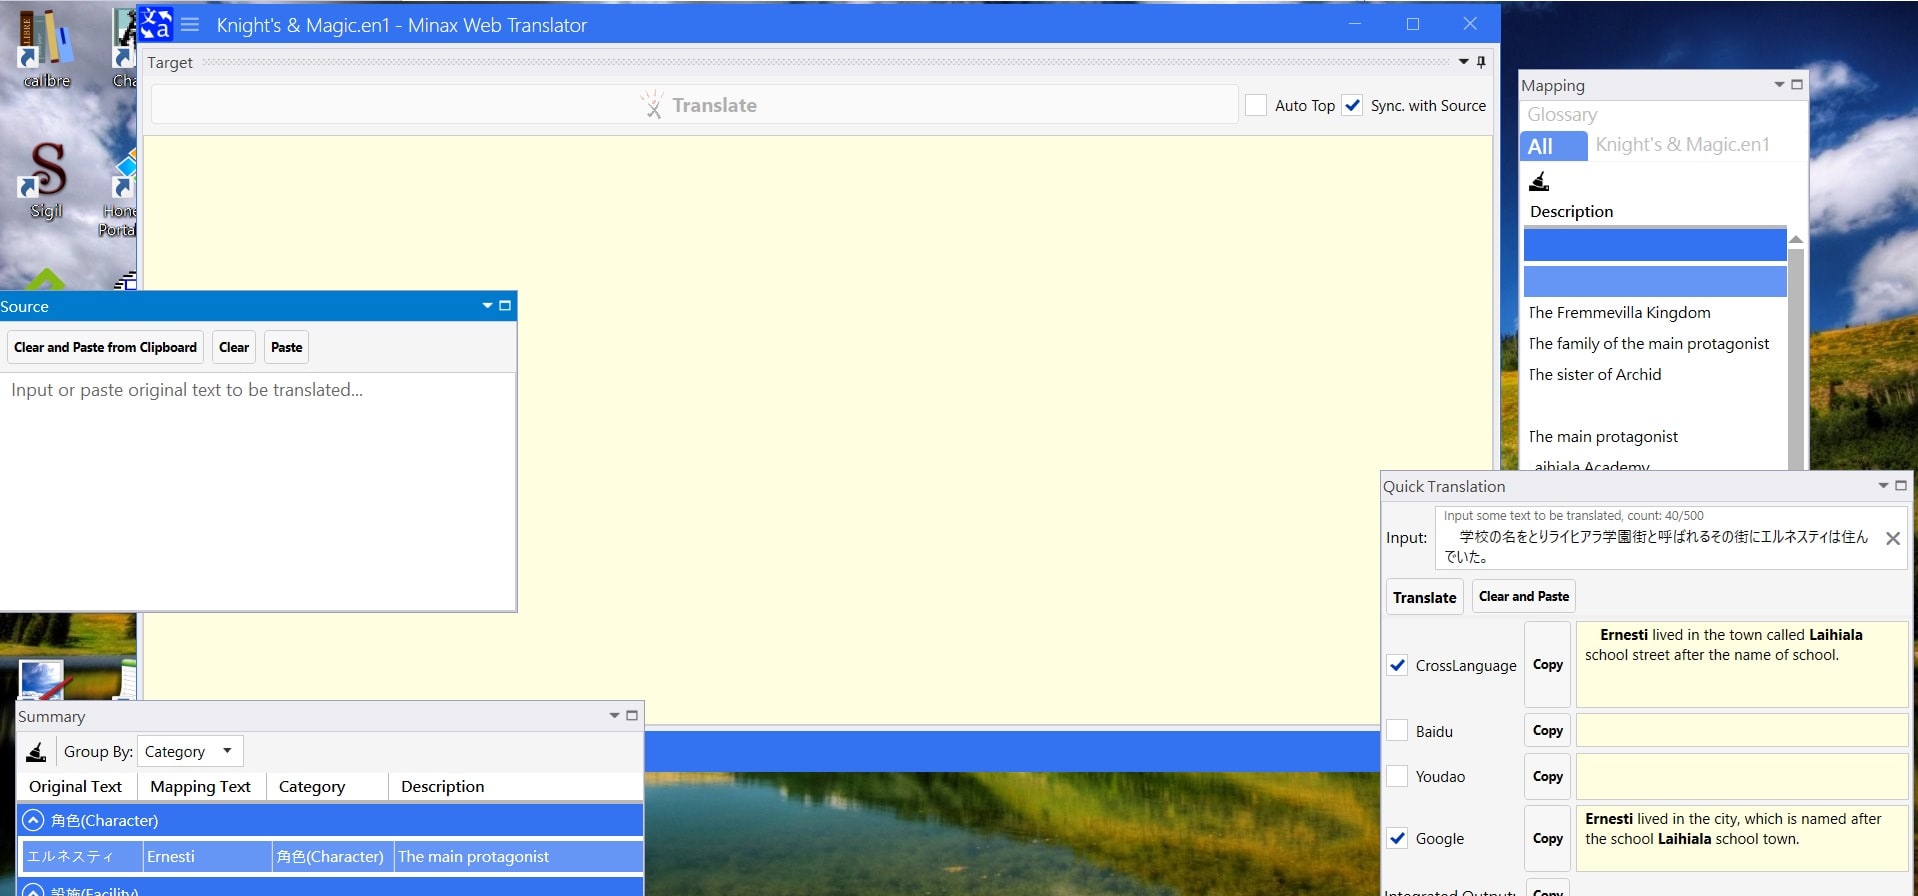 calibre
Cha
Sigil
Hone
Porta
Knight's & Magic.en1 - Minax Web Translator
Target
Translate
Auto Top
Sync. with Source
Source
Clear and Paste from Clipboard
Clear
Paste
Input or paste original text to be translated...
Mapping
Glossary
All
Knight's & Magic.en1
Description
The Fremmevilla Kingdom
The family of the main protagonist
The sister of Archid
The main protagonist
Laihiala Academy
Quick Translation
Input:
Input some text to be translated, count: 40/500
学校の名をとりライヒアラ学園街と呼ばれるその街にエルネスティは住ん
でいた。
Translate
Clear and Paste
CrossLanguage
Copy
Ernesti lived in the town called Laihiala
school street after the name of school.
Baidu
Copy
Youdao
Copy
Google
Copy
Ernesti lived in the city, which is named after
the school Laihiala school town.
Integrated Output:
Copy
Summary
Group By:
Category
Original Text
Mapping Text
Category
Description
角色(Character)
エルネスティ
Ernesti
角色(Character)
The main protagonist
設施(Facility)